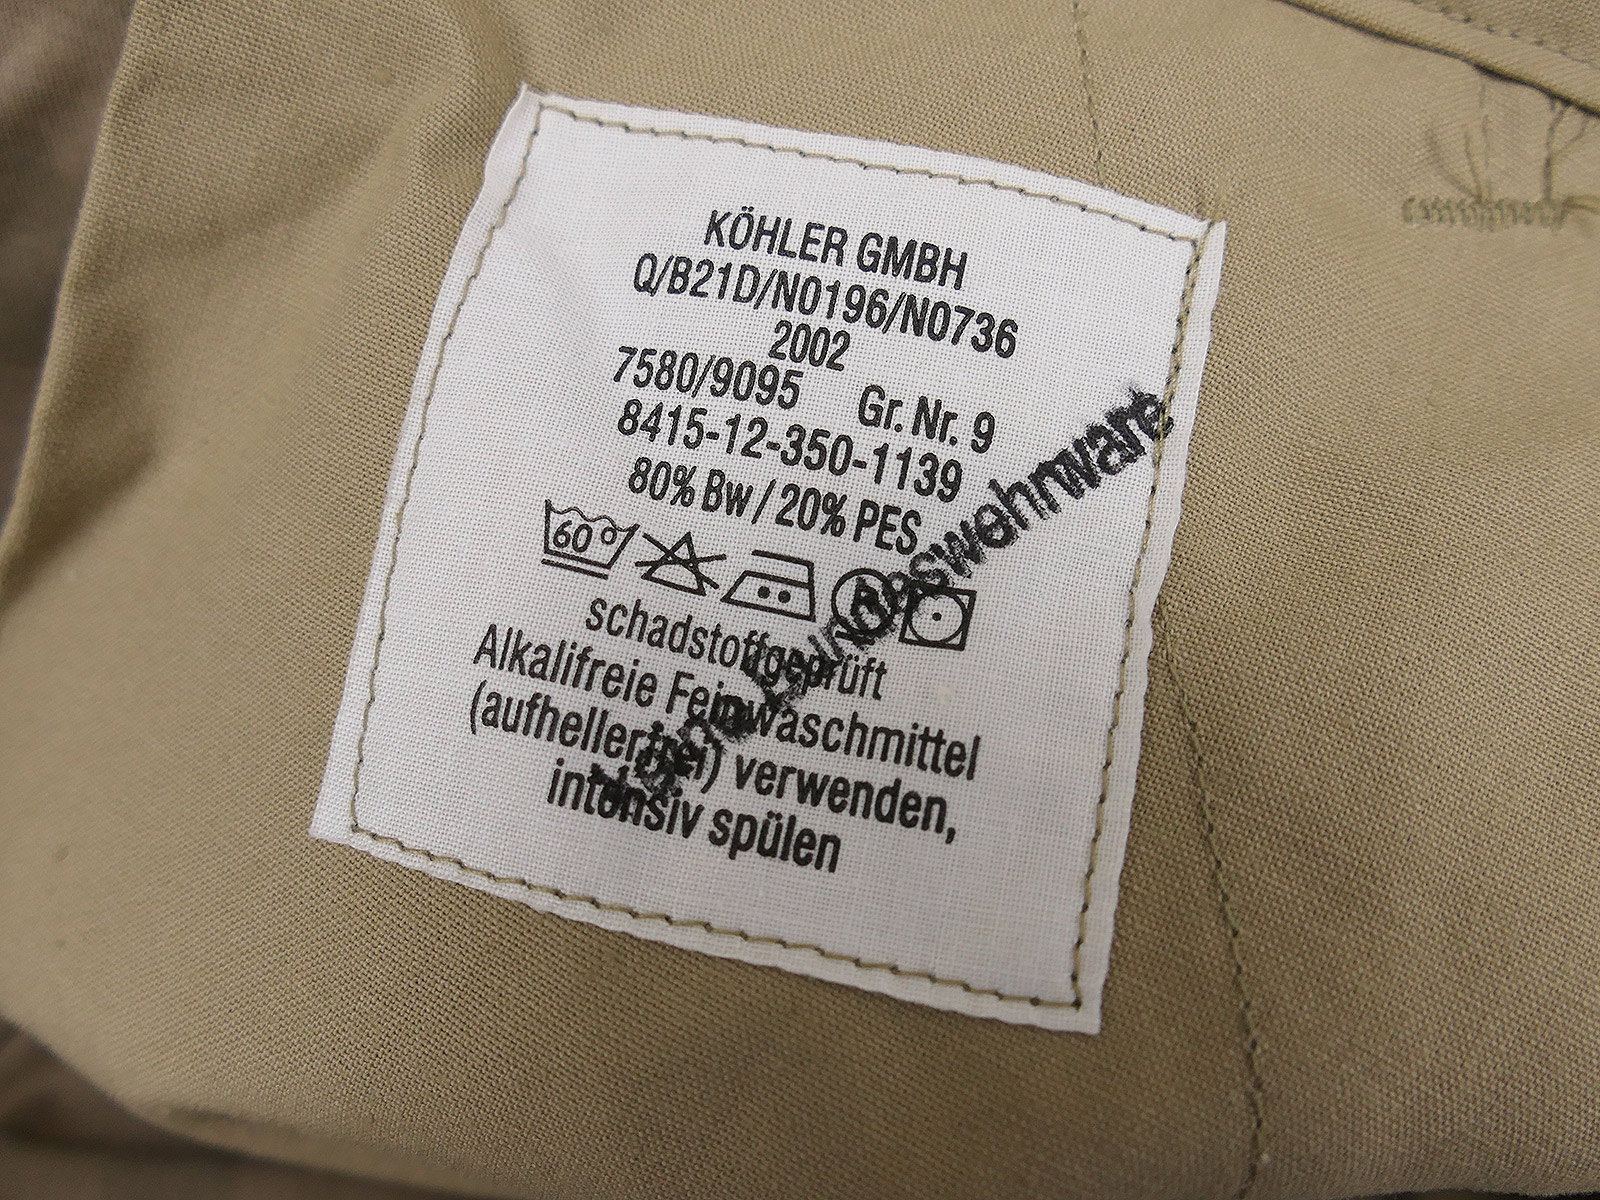 KÖHLER GMBH
Q/B21D/N0196/N0736
2002
7580/9095 Gr. Nr. 9
8415-12-350-1139
80% Bw / 20% PES
60°
schadstoffgeprüft
Alkalifreie Feinwaschmittel
(aufhellerfrei) verwenden,
intensiv spülen
Bundeswehrware